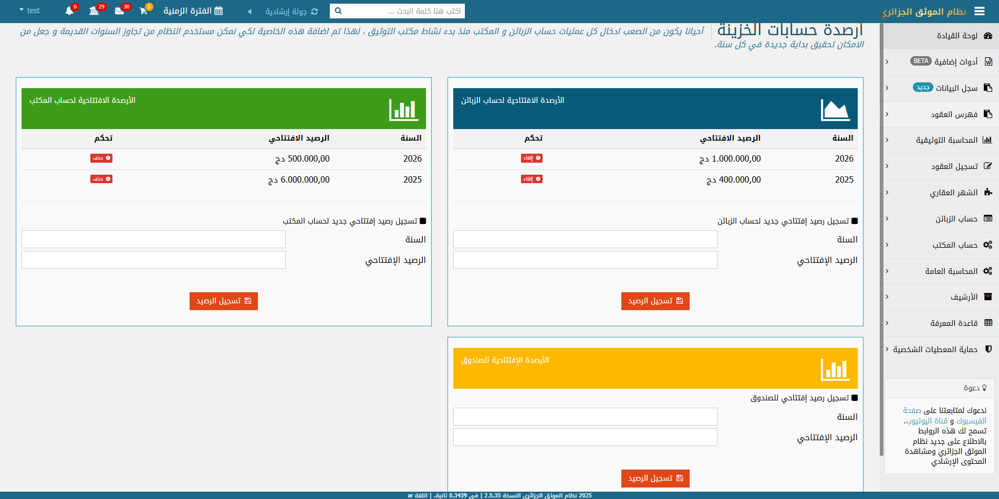 نظام الموثق الجزائري
اكتب هنا كلمة البحث ...
جولة إرشادية
الفترة الزمنية
5
30
29
0
test
لوحة القيادة
أدوات إضافية BETA
سجل البيانات جديد
فهرس العقود
المحاسبة التوثيقية
تسجيل العقود
الشهر العقاري
حساب الزبائن
حساب المكتب
المحاسبة العامة
الأرشيف
قاعدة المعرفة
حماية المعطيات الشخصية
دعوة
ندعوك لمتابعتنا على صفحة
الفيسبوك و قناة اليوتيوب.
تسمح لك هذه الروابط
بالاطلاع على جديد نظام
الموثق الجزائري ومشاهدة
المحتوى الإرشادي
أرصدة حسابات الخزينة أحيانا يكون من الصعب ادخال كل عمليات حساب الزبائن و المكتب منذ بدء نشاط مكتب التوثيق ، لهذا تم اضافة هذه الخاصية لكي نمكن مستخدم النظام من تجاوز السنوات القديمة و جعل من
الامكان تحقيق بداية جديدة في كل سنة.
الأرصدة الافتتاحية لحساب الزبائن
السنة الرصيد الافتتاحي تحكم
2026 1.000.000,00 دج إلغاء
2025 400.000,00 دج إلغاء
تسجيل رصيد إفتتاحي جديد لحساب الزبائن
السنة
الرصيد الإفتتاحي
تسجيل الرصيد
الأرصدة الافتتاحية لحساب المكتب
السنة الرصيد الافتتاحي تحكم
2026 500.000,00 دج حذف
2025 6.000.000,00 دج حذف
تسجيل رصيد إفتتاحي جديد لحساب المكتب
السنة
الرصيد الإفتتاحي
تسجيل الرصيد
الأرصدة الإفتتاحية للصندوق
تسجيل رصيد إفتتاحي للصندوق
السنة
الرصيد الإفتتاحي
تسجيل الرصيد
2025 نظام الموثق الجزائري النسخة 2.5.35 | في 0.3439 ثانية. | اللغة ar